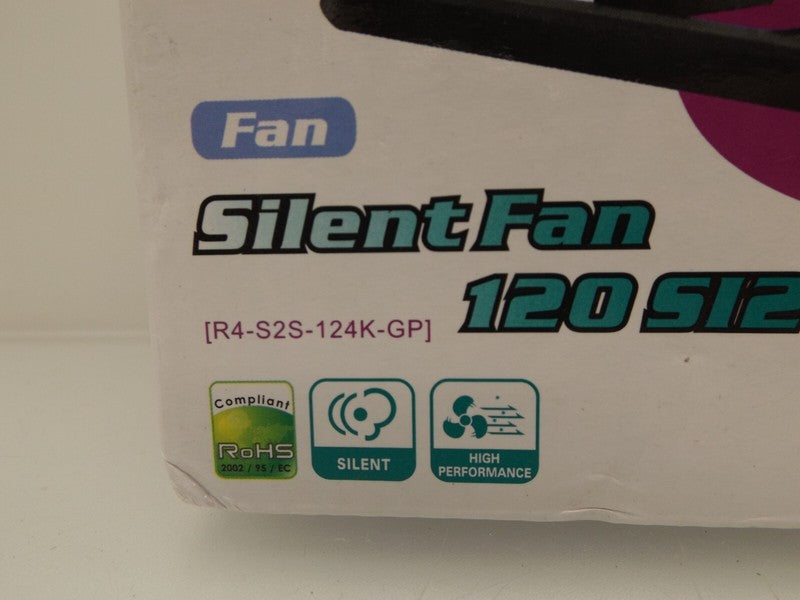 Fan
Silent Fan
120 SI2
[R4-S2S-124K-GP]
Compliant
RoHS
2002 / 95 / EC
SILENT
HIGH
PERFORMANCE